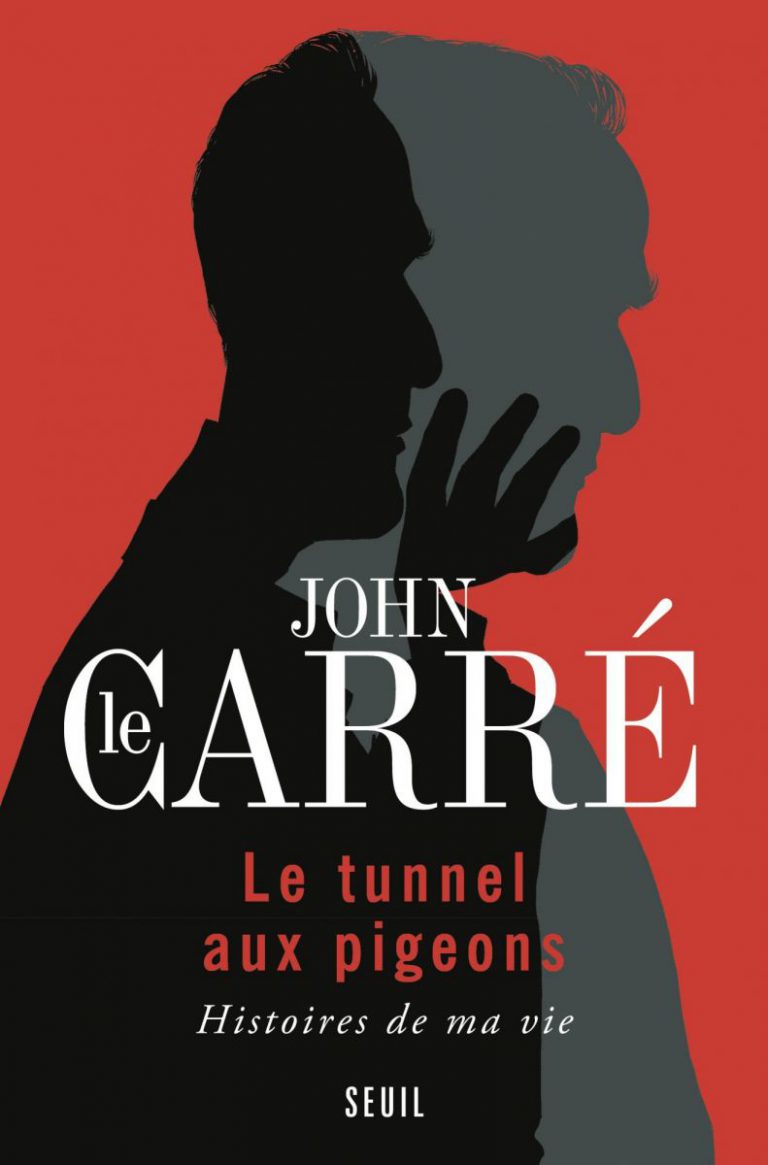 JOHN
le CARRÉ
Le tunnel
aux pigeons
Histoires de ma vie
SEUIL